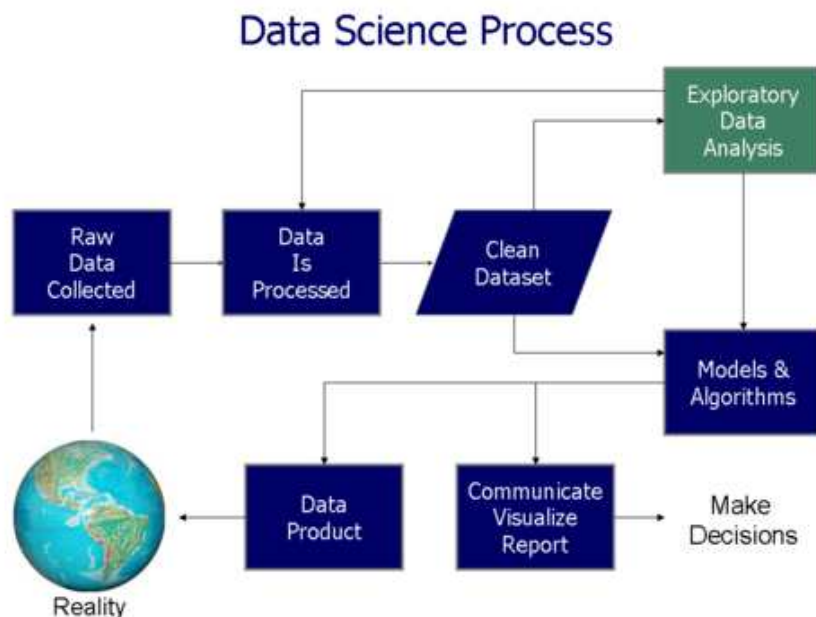 Data Science Process
Exploratory
Data
Analysis
Raw
Data
Collected
Data
Is
Processed
Clean
Dataset
Models &
Algorithms
Data
Product
Communicate
Visualize
Report
Make
Decisions
Reality